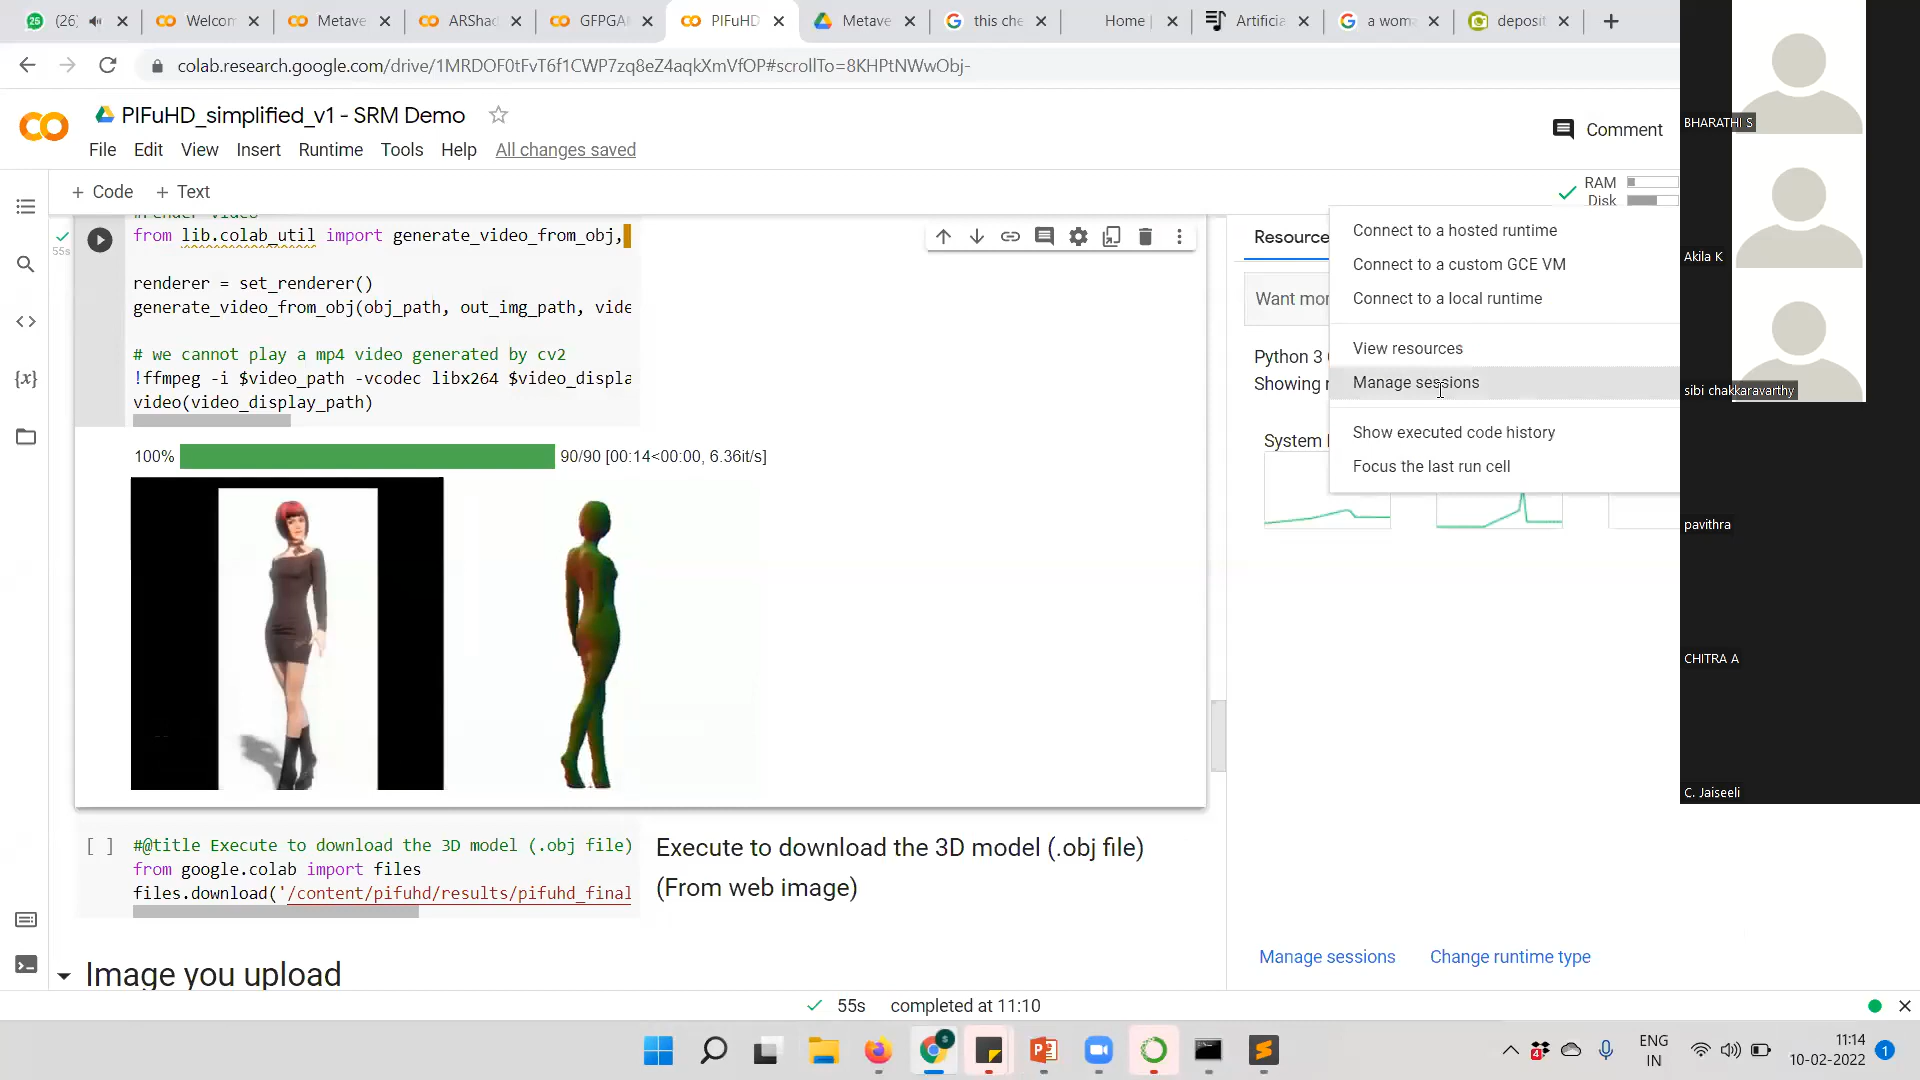 (26)
Welcom
Metave
ARShac
GFPGAI
PIFuHD
Metave
this che
Home |
Artificia
a woma
deposit
colab.research.google.com/drive/1MRDOF0tFvT6f1CWP7zq8eZ4aqkXmVfOP#scrollTo=8KHPtNWwObj-
PIFuHD_simplified_v1 - SRM Demo
Comment
File Edit View Insert Runtime Tools Help All changes saved
+ Code + Text
RAM
Disk
#render video
55s
from lib.colab_util import generate_video_from_obj,
renderer = set_renderer()
generate_video_from_obj(obj_path, out_img_path, vide
# we cannot play a mp4 video generated by cv2
!ffmpeg -i $video_path -vcodec libx264 $video_displa
video(video_display_path)
100% 90/90 [00:14<00:00, 6.36it/s]
Resource
Want mor
Python 3
Showing r
System
Connect to a hosted runtime
Connect to a custom GCE VM
Connect to a local runtime
View resources
Manage sessions
Show executed code history
Focus the last run cell
[ ]
#@title Execute to download the 3D model (.obj file)
from google.colab import files
files.download('/content/pifuhd/results/pifuhd_final
Execute to download the 3D model (.obj file)
(From web image)
Manage sessions Change runtime type
Image you upload
55s completed at 11:10
BHARATHI S
Akila K
sibi chakkaravarthy
pavithra
CHITRA A
C. Jaiseeli
ENG
IN
11:14
10-02-2022
1